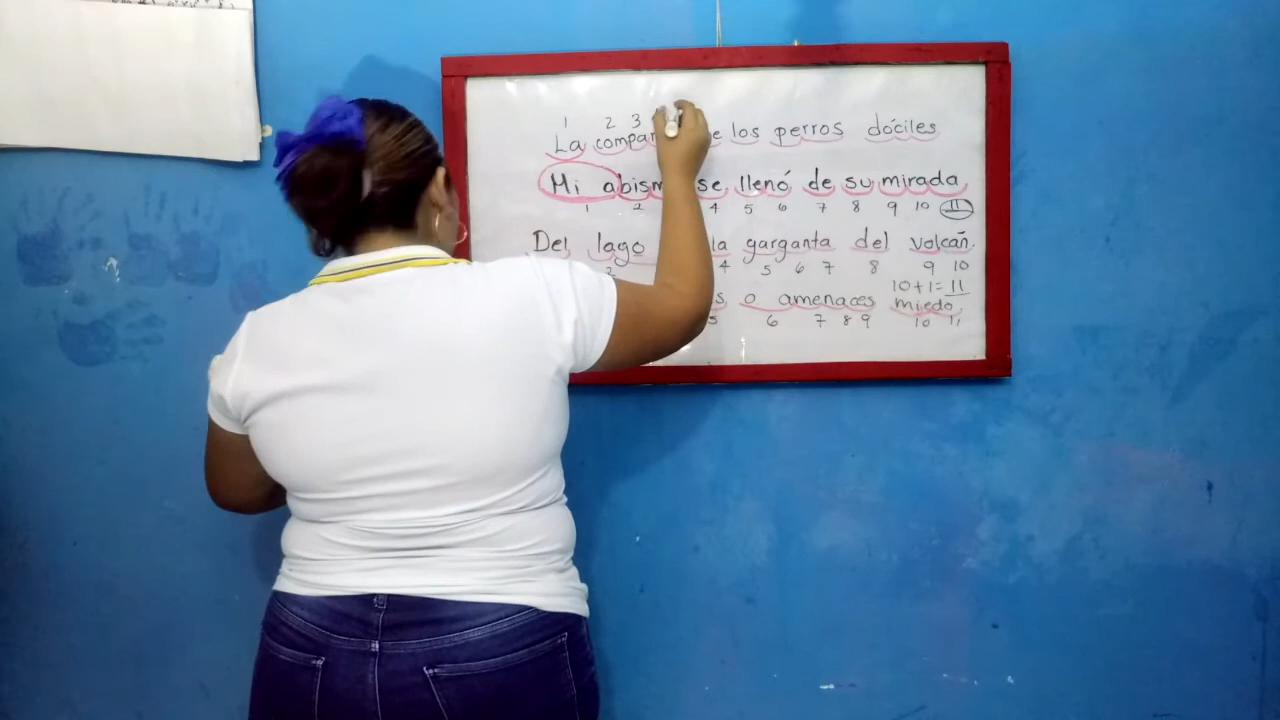 1 2 3
La los perros dóciles
Mi se llenó de su mirada
1 2 4 5 6 7 8 9 10 11
Del lago la garganta del volcán.
2 4 5 6 7 8 9 10
10+1=11
o amenaces miedo,
5 6 7 8 9 10 11